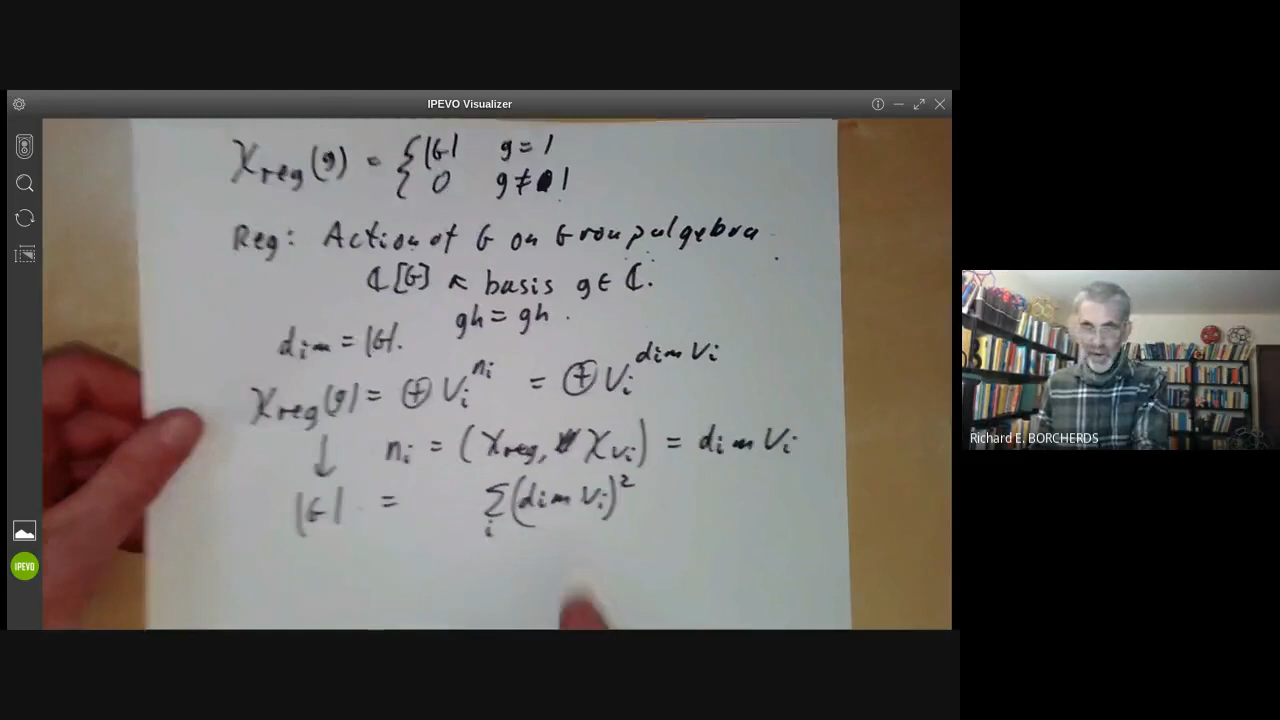 IPEVO Visualizer
χreg(g) = { |G| g = 1
0 g ≠ 1
Reg: Action of G on Group algebra
ℂ[G] ↖ basis g ∈ ℂ.
gh = gh .
dim = |G|.
χreg(g) = ⊕ Vᵢ^nᵢ = ⊕ Vᵢ^dim Vᵢ
↓ nᵢ = (χreg, χVᵢ) = dim Vᵢ
|G| = Σᵢ (dim Vᵢ)²
Richard E. BORCHERDS
IPEVO